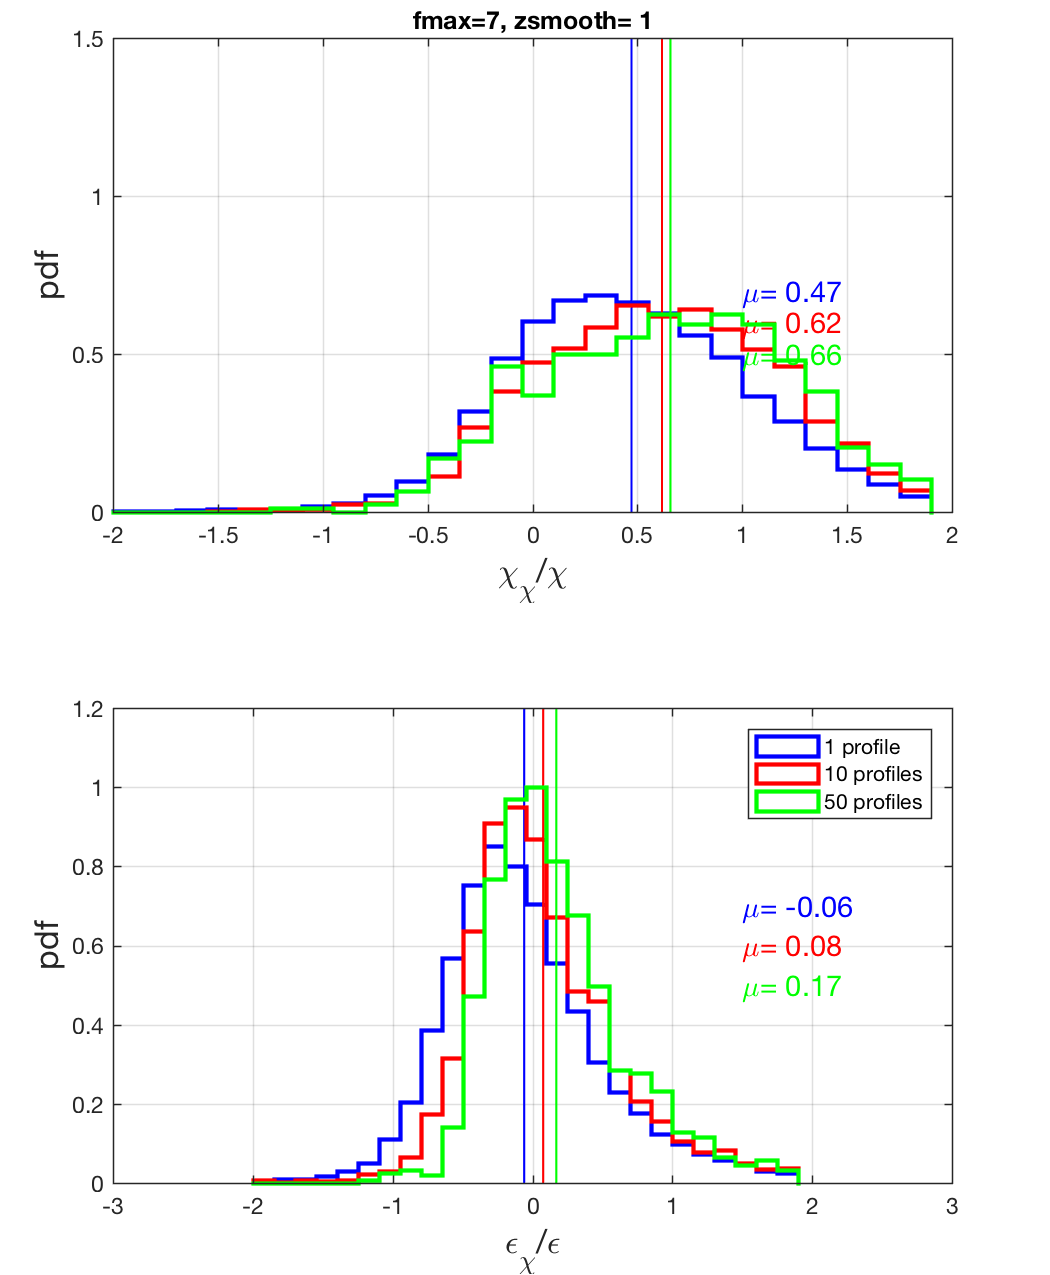 fmax=7, zsmooth= 1
1.5
1
0.5
0
pdf
μ= 0.47
μ= 0.62
μ= 0.66
-2 -1.5 -1 -0.5 0 0.5 1 1.5 2
χχ/χ
1.2
1
0.8
0.6
0.4
0.2
0
pdf
1 profile
10 profiles
50 profiles
μ= -0.06
μ= 0.08
μ= 0.17
-3 -2 -1 0 1 2 3
ϵχ/ϵ